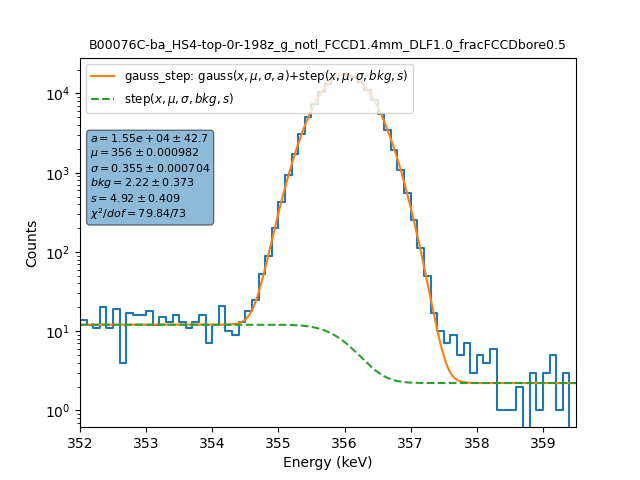 B00076C-ba_HS4-top-0r-198z_g_notl_FCCD1.4mm_DLF1.0_fracFCCDbore0.5
gauss_step: gauss(x, μ, σ, a)+step(x, μ, σ, bkg, s)
step(x, μ, σ, bkg, s)
a = 1.55e + 04 ± 42.7
μ = 356 ± 0.000982
σ = 0.355 ± 0.000704
bkg = 2.22 ± 0.373
s = 4.92 ± 0.409
χ²/dof = 79.84/73
Counts
10⁴
10³
10²
10¹
10⁰
352 353 354 355 356 357 358 359
Energy (keV)